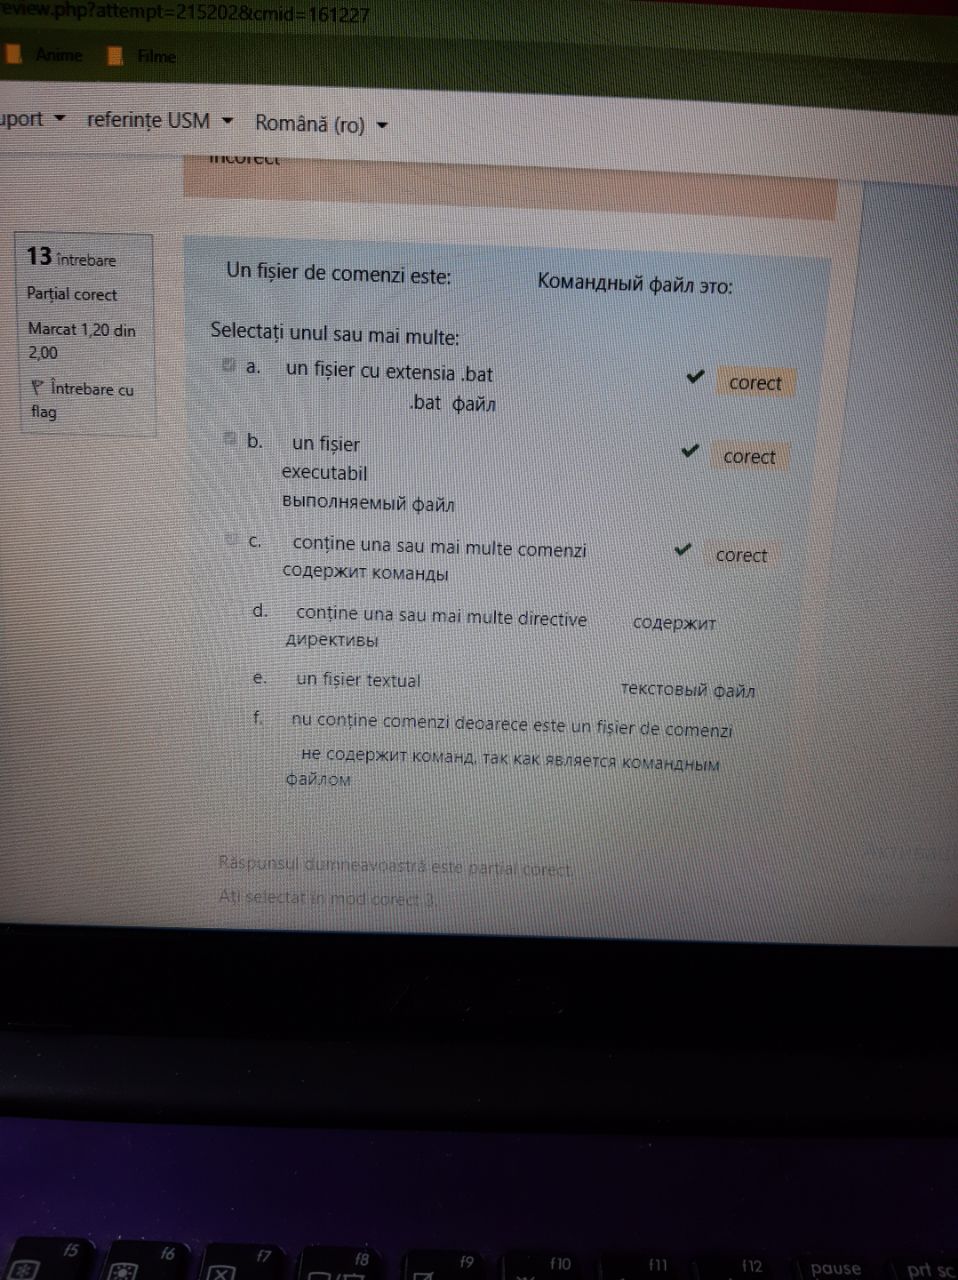 eview.php?attempt=215202&cmid=161227
Anime Filme
uport referințe USM Română (ro)
Incorect
13 întrebare
Parțial corect
Marcat 1,20 din
2,00
Întrebare cu
flag
Un fișier de comenzi este: Командный файл это:
Selectați unul sau mai multe:
a. un fișier cu extensia .bat corect
.bat файл
b. un fișier corect
executabil
выполняемый файл
c. conține una sau mai multe comenzi corect
содержит команды
d. conține una sau mai multe directive содержит
директивы
e. un fișier textual текстовый файл
f. nu conține comenzi deoarece este un fișier de comenzi
не содержит команд, так как является командным
файлом
Răspunsul dumneavoastră este parțial corect.
Ați selectat în mod corect 3.
f5 f6 f7 f8 f9 f10 f11 f12 pause prt sc